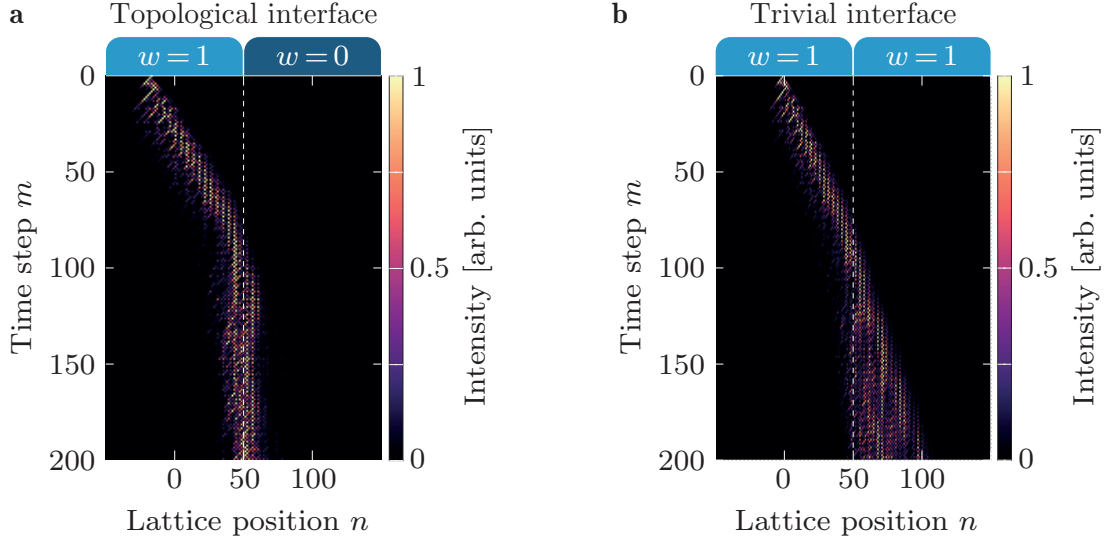 a Topological interface
w = 1 w = 0
0
50
100
150
200
Time step m
0 50 100
Lattice position n
1
0.5
0
Intensity [arb. units]
b Trivial interface
w = 1 w = 1
0
50
100
150
200
Time step m
0 50 100
Lattice position n
1
0.5
0
Intensity [arb. units]